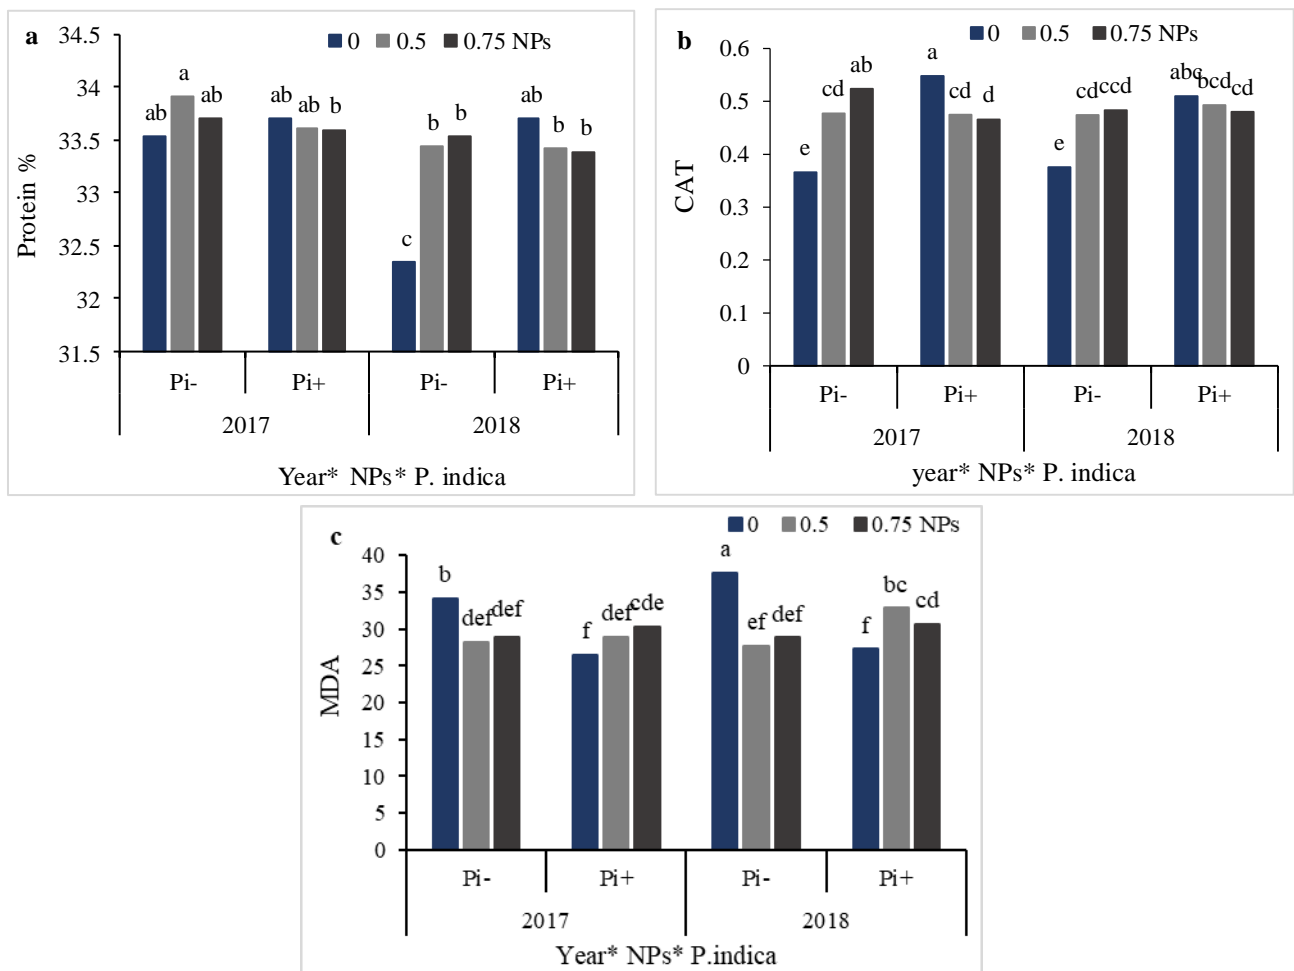 a
0 0.5 0.75 NPs
34.5
34
33.5
33
32.5
32
31.5
Protein %
ab a ab ab ab b c b b ab b b
Pi- Pi+ Pi- Pi+
2017 2018
Year* NPs* P. indica
b
0 0.5 0.75 NPs
0.6
0.5
0.4
0.3
0.2
0.1
0
CAT
e cd ab a cd d e cd ccd abc bcd cd
Pi- Pi+ Pi- Pi+
2017 2018
year* NPs* P. indica
c
0 0.5 0.75 NPs
40
35
30
25
20
15
10
5
0
MDA
b def def f def cde a ef def f bc cd
Pi- Pi+ Pi- Pi+
2017 2018
Year* NPs* P.indica